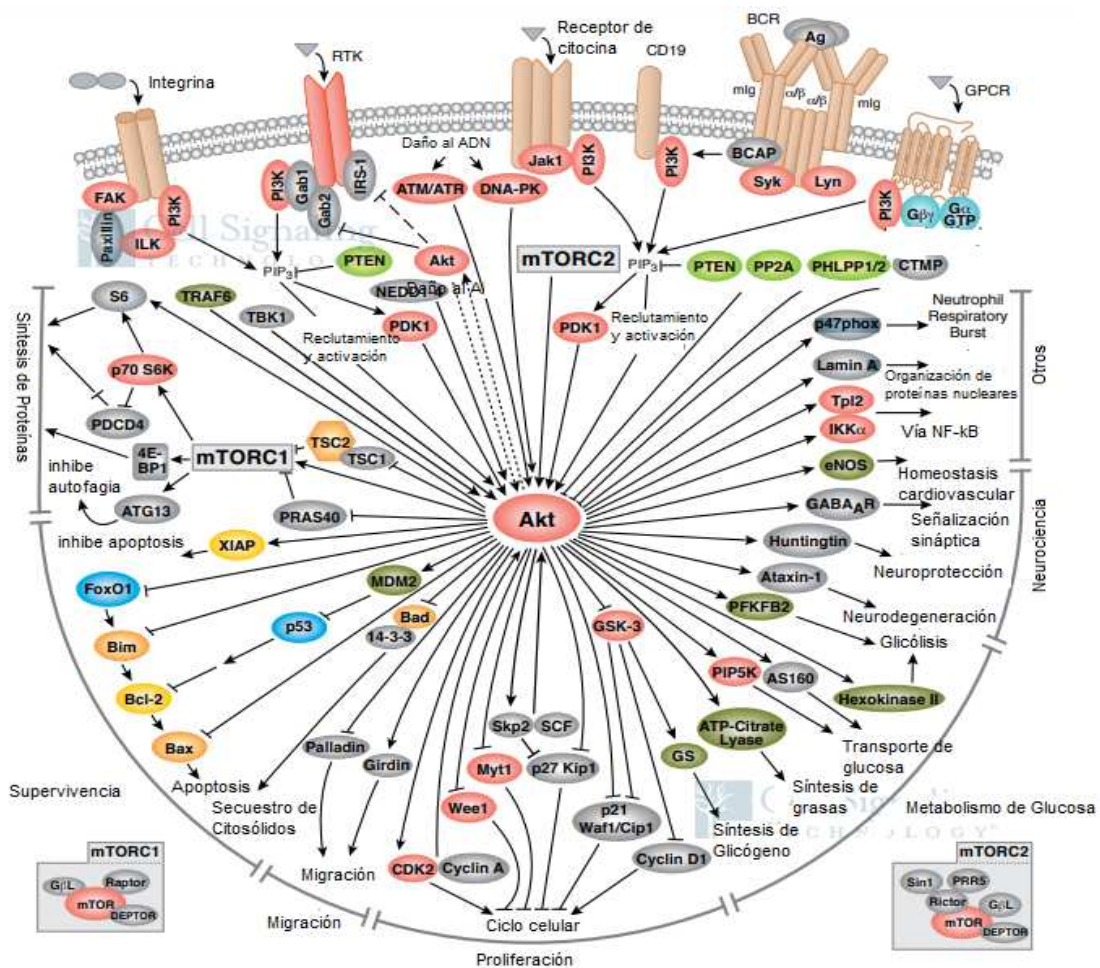 BCR
Ag
Receptor de
citocina
CD19
RTK
Integrina
mIg
α/β
α/β
mIg
GPCR
Daño al ADN
Jak1
PI3K
PI3K
BCAP
Syk
Lyn
FAK
Paxillin
ILK
PI3K
PI3K
Gab1
Gab2
IRS-1
ATM/ATR
DNA-PK
PI3K
Gβγ
Gα
GTP
Cell Signaling
TECHNOLOGY
PIP3
PTEN
Akt
mTORC2
PIP3
PTEN
PP2A
PHLPP1/2
CTMP
Daño al A
NEDD4-4
S6
TRAF6
TBK1
PDK1
PDK1
Reclutamiento
y activación
Reclutamiento
y activación
p47phox
Neutrophil
Respiratory
Burst
Síntesis de Proteínas
p70 S6K
Lamin A
Organización de
proteínas nucleares
Otros
Tpl2
IKKα
Vía NF-kB
PDCD4
4E-
BP1
mTORC1
TSC2
TSC1
eNOS
Homeostasis
cardiovascular
inhibe
autofagia
ATG13
PRAS40
Akt
GABAAR
Señalización
sináptica
inhibe apoptosis
XIAP
Huntingtin
Neuroprotección
Neurociencia
FoxO1
MDM2
Ataxin-1
PFKFB2
Neurodegeneración
Bim
p53
Bad
14-3-3
GSK-3
Glicólisis
Bcl-2
PIP5K
AS160
Hexokinase II
Bax
Palladin
Girdin
Skp2
SCF
Myt1
p27 Kip1
ATP-Citrate
Lyase
GS
Transporte de
glucosa
Supervivencia
Apoptosis
Secuestro de
Citosólidos
Wee1
p21
Waf1/Cip1
Síntesis de
grasas
Metabolismo de Glucosa
Síntesis de
Glicógeno
Migración
CDK2
Cyclin A
Cyclin D1
Migración
Ciclo celular
Proliferación
mTORC1
GβL
Raptor
mTOR
DEPTOR
mTORC2
Sin1
PRR5
Rictor
GβL
mTOR
DEPTOR